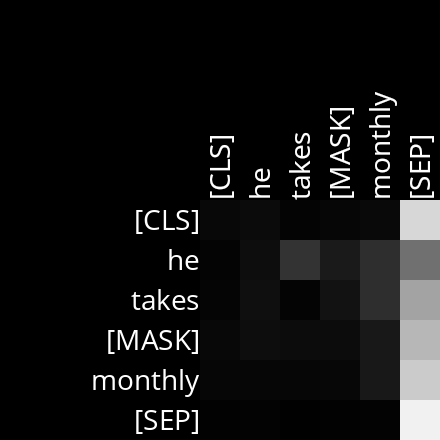 [CLS]
he
takes
[MASK]
monthly
[SEP]
[CLS]
he
takes
[MASK]
monthly
[SEP]